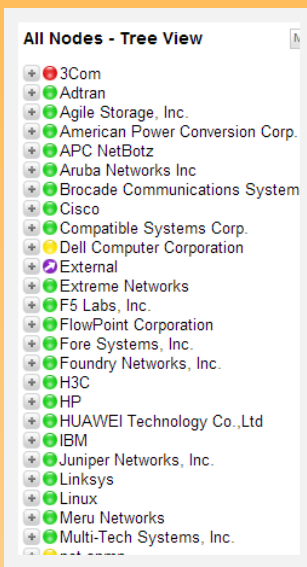 All Nodes - Tree View
3Com
Adtran
Agile Storage, Inc.
American Power Conversion Corp.
APC NetBotz
Aruba Networks Inc
Brocade Communications System
Cisco
Compatible Systems Corp.
Dell Computer Corporation
External
Extreme Networks
F5 Labs, Inc.
FlowPoint Corporation
Fore Systems, Inc.
Foundry Networks, Inc.
H3C
HP
HUAWEI Technology Co.,Ltd
IBM
Juniper Networks, Inc.
Linksys
Linux
Meru Networks
Multi-Tech Systems, Inc.